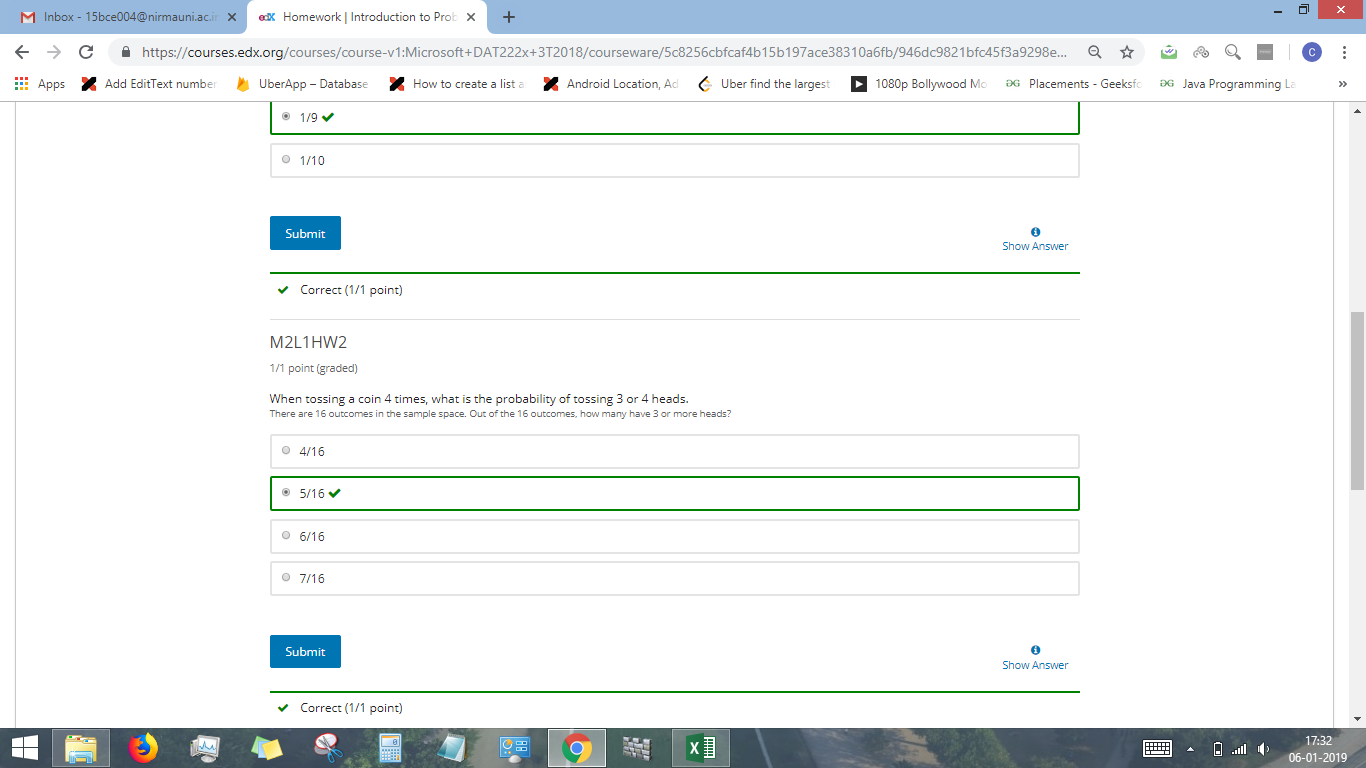 Inbox - 15bce004@nirmauni.ac.in
edX Homework | Introduction to Prob
https://courses.edx.org/courses/course-v1:Microsoft+DAT222x+3T2018/courseware/5c8256cbfcaf4b15b197ace38310a6fb/946dc9821bfc45f3a9298e...
C
Apps Add EditText number UberApp – Database How to create a list a Android Location, Ad Uber find the largest 1080p Bollywood Mo Placements - Geeksfo Java Programming La »
1/9
1/10
Submit
Show Answer
Correct (1/1 point)
M2L1HW2
1/1 point (graded)
When tossing a coin 4 times, what is the probability of tossing 3 or 4 heads.
There are 16 outcomes in the sample space. Out of the 16 outcomes, how many have 3 or more heads?
4/16
5/16
6/16
7/16
Submit
Show Answer
Correct (1/1 point)
17:32
06-01-2019